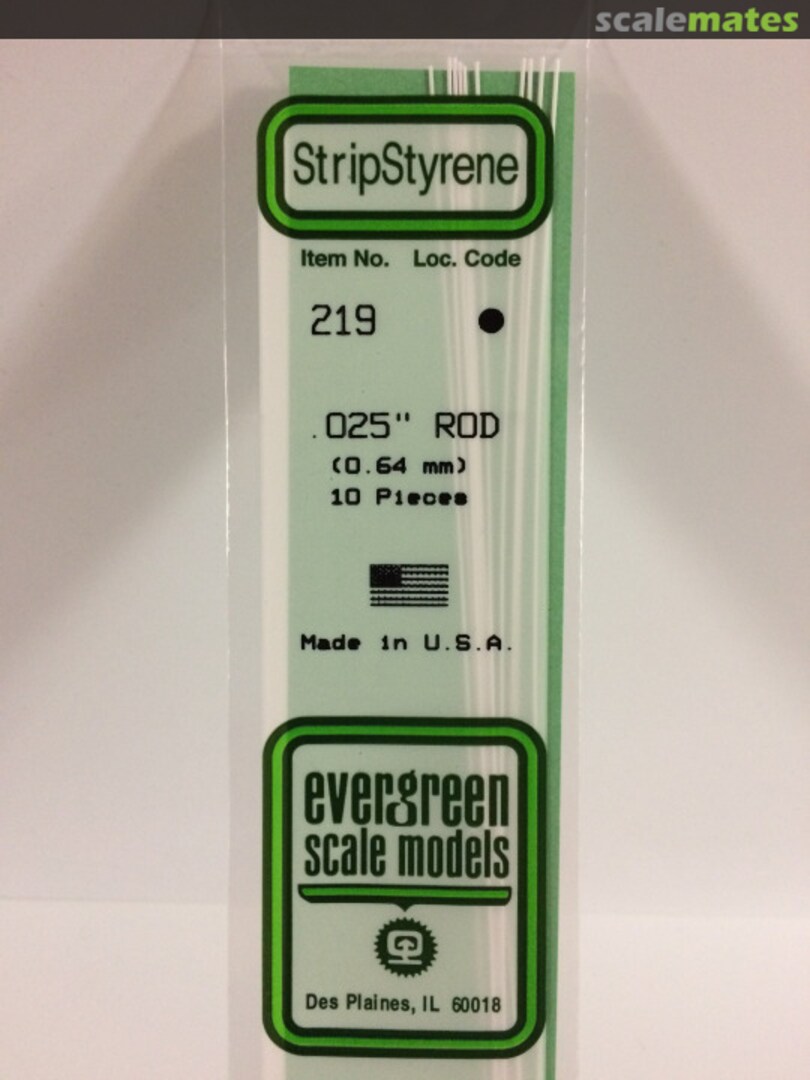 scalemates
StripStyrene
Item No. Loc. Code
219
.025" ROD
(0.64 mm)
10 Pieces
Made in U.S.A.
evergreen
scale models
Des Plaines, IL 60018